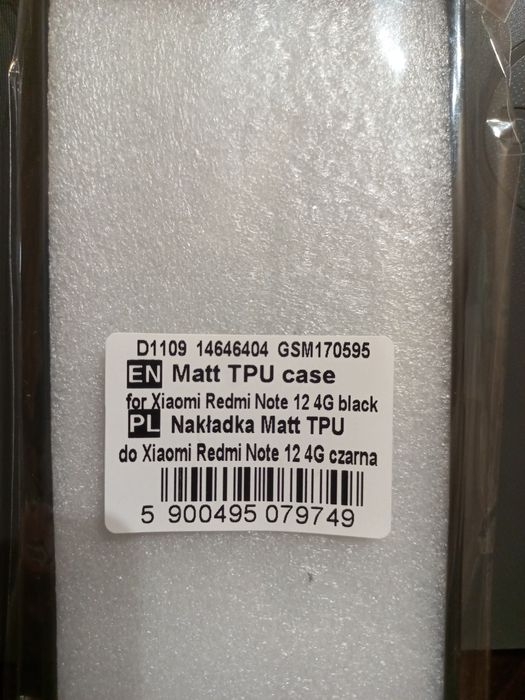 D1109 14646404 GSM170595
EN Matt TPU case
for Xiaomi Redmi Note 12 4G black
PL Nakładka Matt TPU
do Xiaomi Redmi Note 12 4G czarna
5 900495 079749